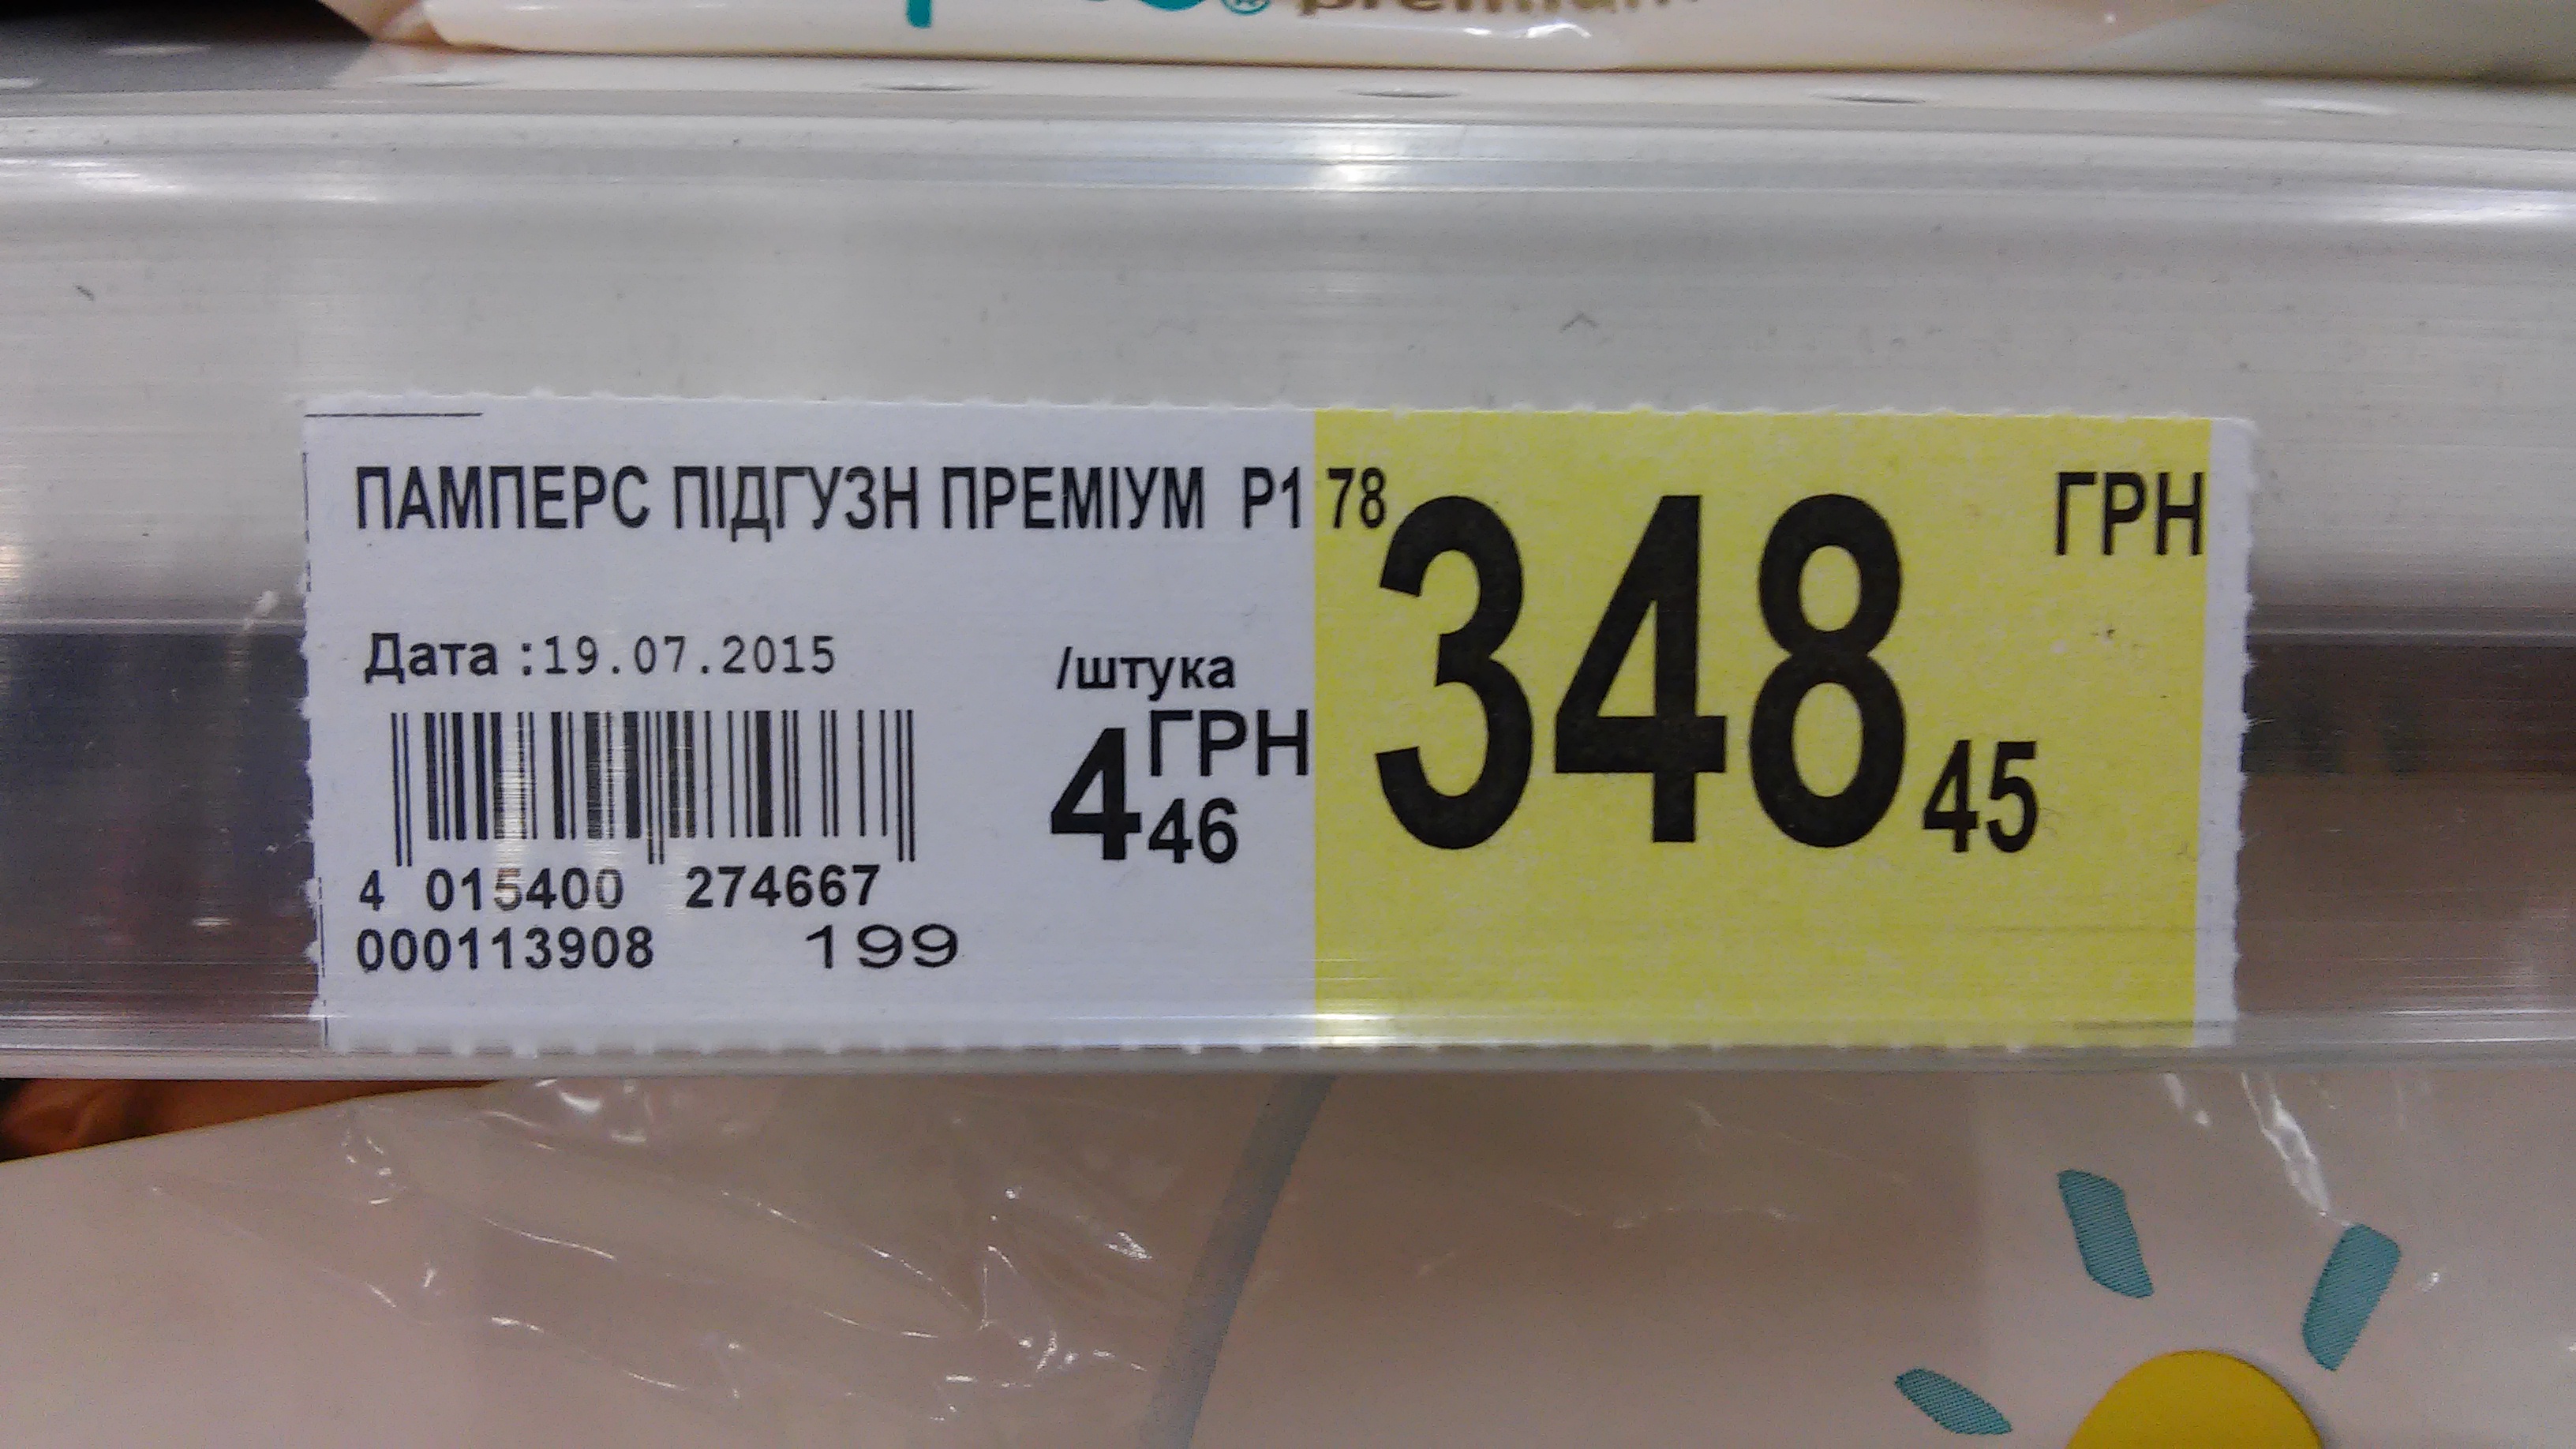 premium
ПАМПЕРС ПІДГУЗН ПРЕМІУМ Р1 78
348 45 ГРН
Дата :19.07.2015
/штука
4 46 ГРН
4 015400 274667
000113908 199